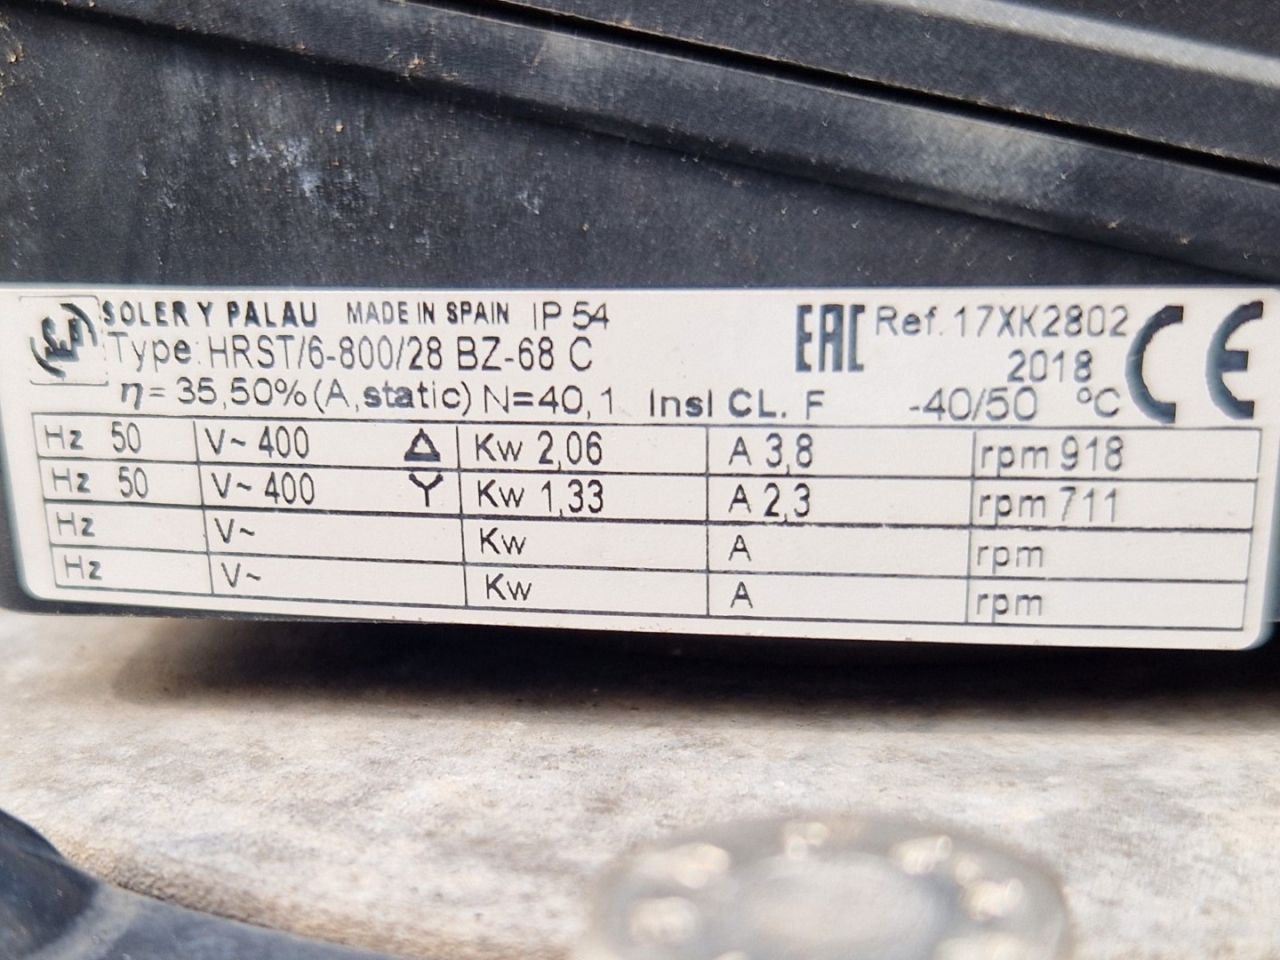 S&P SOLER Y PALAU MADE IN SPAIN IP 54 EAC Ref. 17XK2802 CE
Type: HRST/6-800/28 BZ-68 C 2018
η= 35,50% (A, static) N=40,1 Insl CL. F -40/50 ºC
Hz 50 V~ 400 Δ Kw 2,06 A 3,8 rpm 918
Hz 50 V~ 400 Y Kw 1,33 A 2,3 rpm 711
Hz V~ Kw A rpm
Hz V~ Kw A rpm